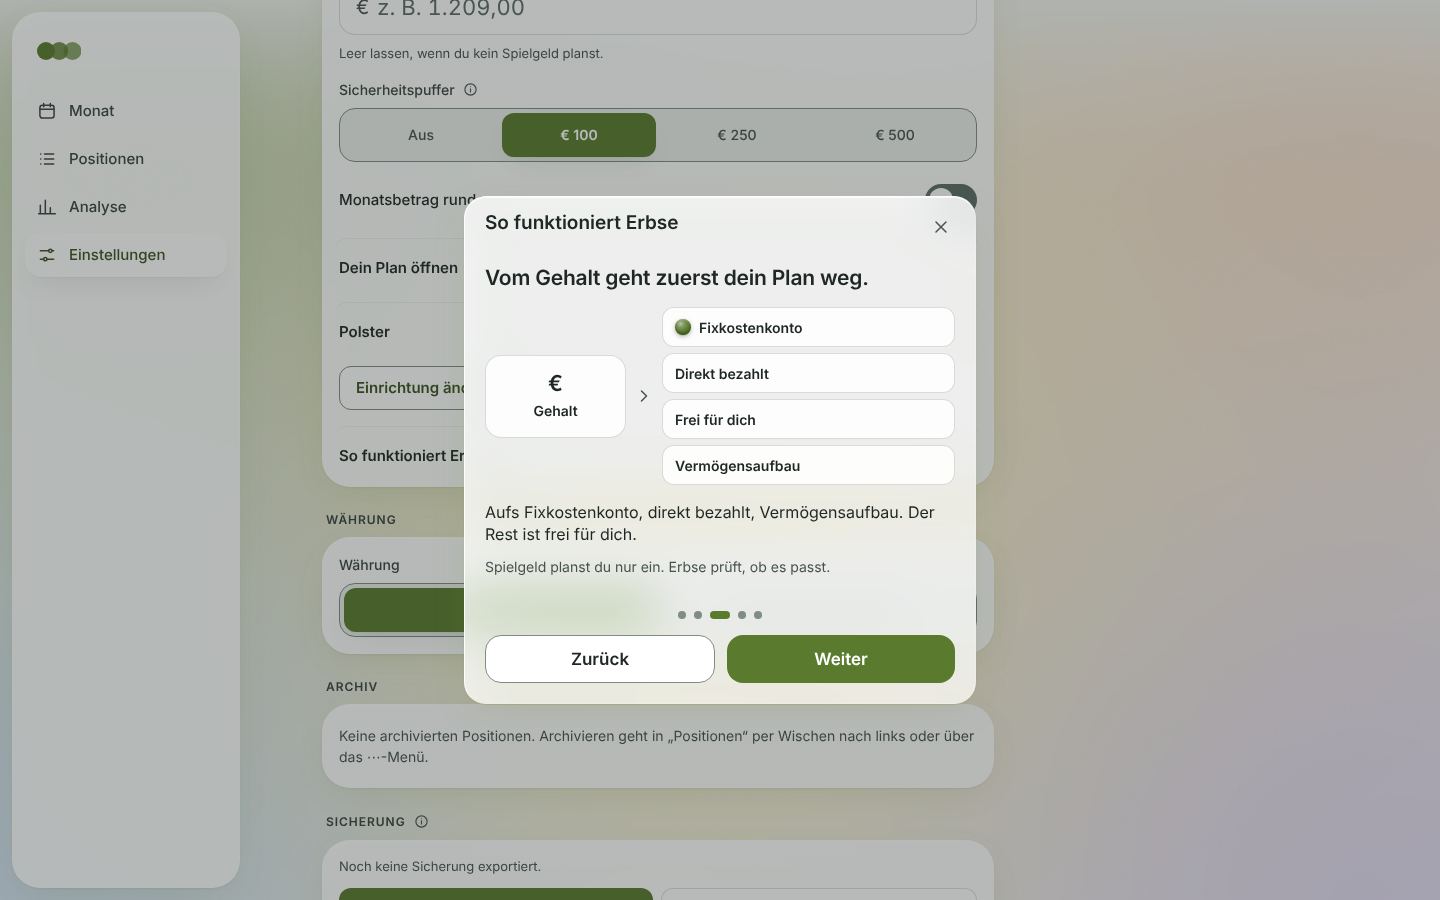 € z. B. 1.209,00
Leer lassen, wenn du kein Spielgeld planst.
Sicherheitspuffer
Aus
€ 100
€ 250
€ 500
Monat
Positionen
Analyse
Einstellungen
Monatsbetrag rund
Dein Plan öffnen
Polster
Einrichtung änd
So funktioniert Er
So funktioniert Erbse
Vom Gehalt geht zuerst dein Plan weg.
€
Gehalt
Fixkostenkonto
Direkt bezahlt
Frei für dich
Vermögensaufbau
Aufs Fixkostenkonto, direkt bezahlt, Vermögensaufbau. Der
Rest ist frei für dich.
Spielgeld planst du nur ein. Erbse prüft, ob es passt.
Zurück
Weiter
WÄHRUNG
Währung
ARCHIV
Keine archivierten Positionen. Archivieren geht in „Positionen“ per Wischen nach links oder über
das ···-Menü.
SICHERUNG
Noch keine Sicherung exportiert.